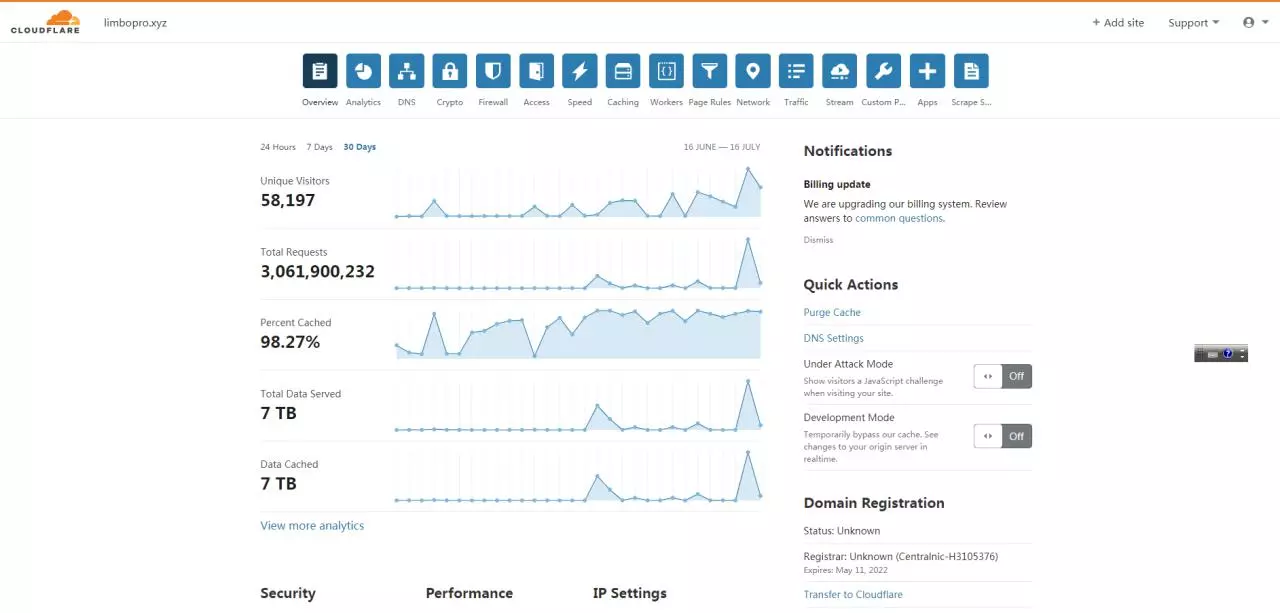 CLOUDFLARE
limbopro.xyz
+ Add site
Support
Overview
Analytics
DNS
Crypto
Firewall
Access
Speed
Caching
Workers
Page Rules
Network
Traffic
Stream
Custom P...
Apps
Scrape S...
24 Hours 7 Days 30 Days
16 JUNE — 16 JULY
Unique Visitors
58,197
Total Requests
3,061,900,232
Percent Cached
98.27%
Total Data Served
7 TB
Data Cached
7 TB
View more analytics
Security
Performance
IP Settings
Notifications
Billing update
We are upgrading our billing system. Review
answers to common questions.
Dismiss
Quick Actions
Purge Cache
DNS Settings
Under Attack Mode
Show visitors a JavaScript challenge
when visiting your site.
Off
Development Mode
Temporarily bypass our cache. See
changes to your origin server in
realtime.
Off
Domain Registration
Status: Unknown
Registrar: Unknown (Centralnic-H3105376)
Expires: May 11, 2022
Transfer to Cloudflare
?